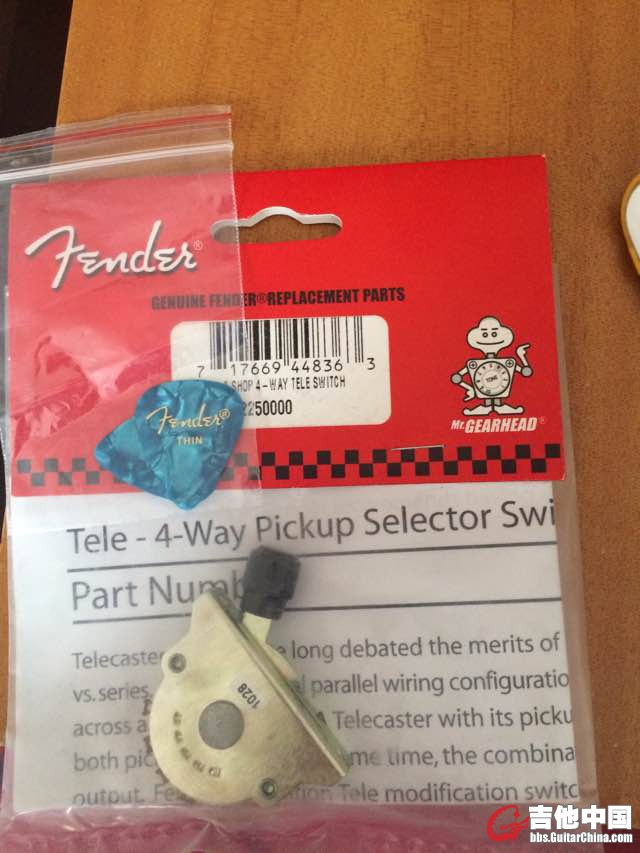 Fender®
GENUINE FENDER® REPLACEMENT PARTS
7 17669 44836 3
SHOP 4-WAY TELE SWITCH
2250000
TONE
Mr. GEARHEAD®
Fender®
THIN
Tele - 4-Way Pickup Selector Swi
Part Numb
Telecaster long debated the merits of
vs. series, parallel wiring configuratio
1028
across a Telecaster with its picku
both pic me time, the combina
output. Fe tion Tele modification switc
吉他中国
bbs.GuitarChina.com